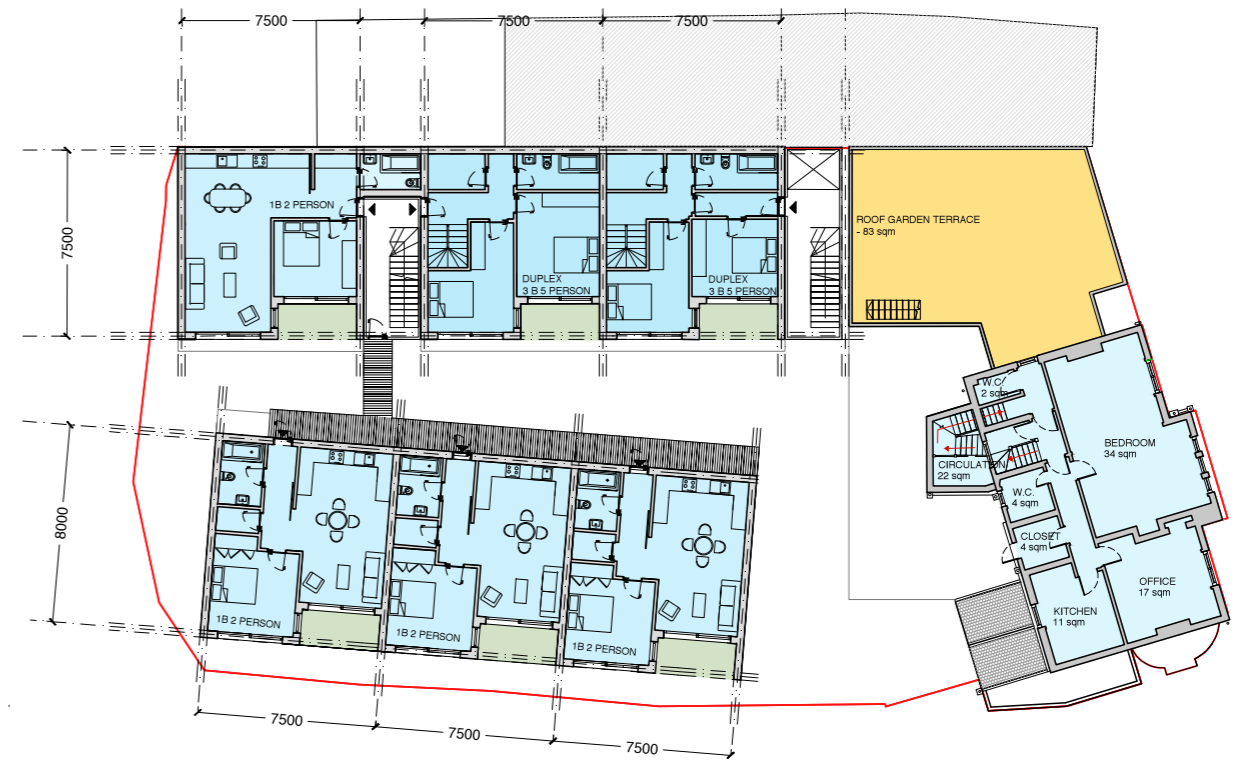 7500
7500
7500
7500
1B 2 PERSON
DUPLEX
3 B 5 PERSON
DUPLEX
3 B 5 PERSON
ROOF GARDEN TERRACE
- 83 sqm
W.C.
2 sqm
BEDROOM
34 sqm
CIRCULATION
22 sqm
W.C.
4 sqm
CLOSET
4 sqm
OFFICE
17 sqm
KITCHEN
11 sqm
8000
1B 2 PERSON
1B 2 PERSON
1B 2 PERSON
7500
7500
7500